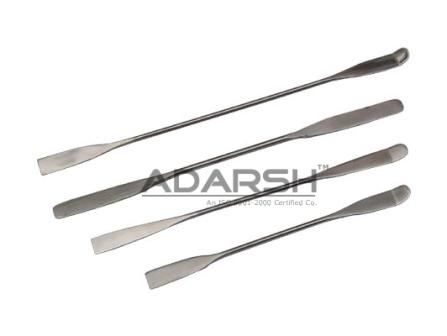 ADARSH™
An ISO 9001-2000 Certified Co.